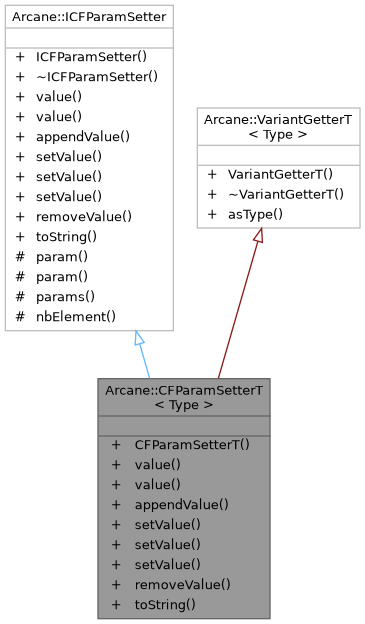 Arcane::ICFParamSetter
+ ICFParamSetter()
+ ~ICFParamSetter()
+ value()
+ value()
+ appendValue()
+ setValue()
+ setValue()
+ setValue()
+ removeValue()
+ toString()
# param()
# param()
# params()
# nbElement()
Arcane::VariantGetterT
< Type >
+ VariantGetterT()
+ ~VariantGetterT()
+ asType()
Arcane::CFParamSetterT
< Type >
+ CFParamSetterT()
+ value()
+ value()
+ appendValue()
+ setValue()
+ setValue()
+ setValue()
+ removeValue()
+ toString()